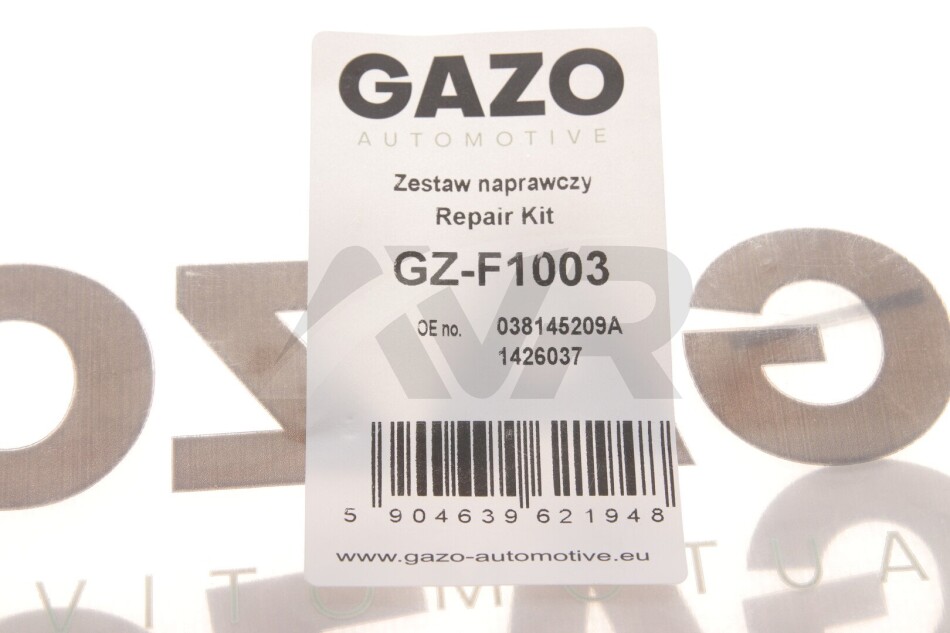 GAZO
AUTOMOTIVE
Zestaw naprawczy
Repair Kit
GZ-F1003
OE no. 038145209A
1426037
5 904639 621948
www.gazo-automotive.eu